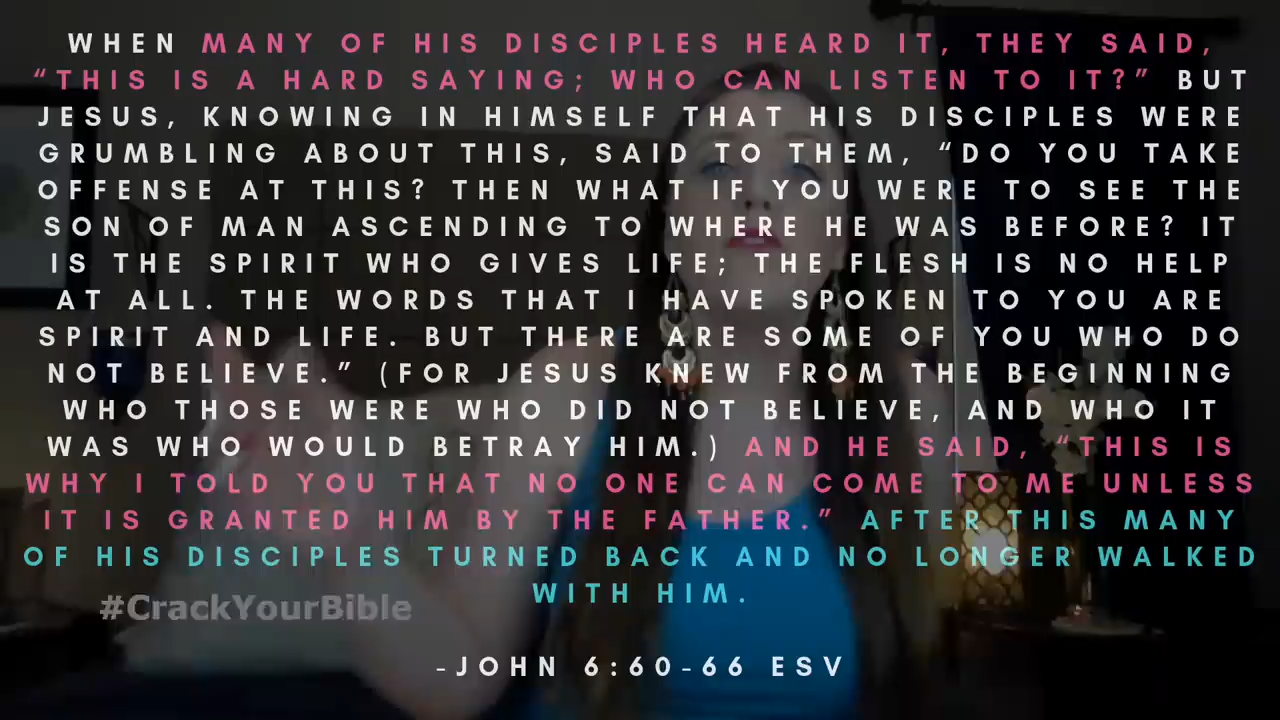 WHEN MANY OF HIS DISCIPLES HEARD IT, THEY SAID,
“THIS IS A HARD SAYING; WHO CAN LISTEN TO IT?” BUT
JESUS, KNOWING IN HIMSELF THAT HIS DISCIPLES WERE
GRUMBLING ABOUT THIS, SAID TO THEM, “DO YOU TAKE
OFFENSE AT THIS? THEN WHAT IF YOU WERE TO SEE THE
SON OF MAN ASCENDING TO WHERE HE WAS BEFORE? IT
IS THE SPIRIT WHO GIVES LIFE; THE FLESH IS NO HELP
AT ALL. THE WORDS THAT I HAVE SPOKEN TO YOU ARE
SPIRIT AND LIFE. BUT THERE ARE SOME OF YOU WHO DO
NOT BELIEVE.” (FOR JESUS KNEW FROM THE BEGINNING
WHO THOSE WERE WHO DID NOT BELIEVE, AND WHO IT
WAS WHO WOULD BETRAY HIM.) AND HE SAID, “THIS IS
WHY I TOLD YOU THAT NO ONE CAN COME TO ME UNLESS
IT IS GRANTED HIM BY THE FATHER.” AFTER THIS MANY
OF HIS DISCIPLES TURNED BACK AND NO LONGER WALKED
WITH HIM.
#CrackYourBible
-JOHN 6:60-66 ESV